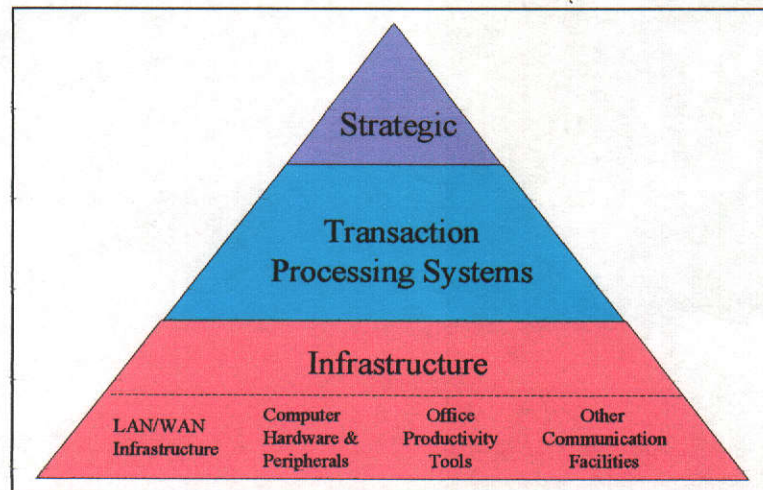 Strategic
Transaction
Processing Systems
Infrastructure
LAN/WAN
Infrastructure
Computer
Hardware &
Peripherals
Office
Productivity
Tools
Other
Communication
Facilities